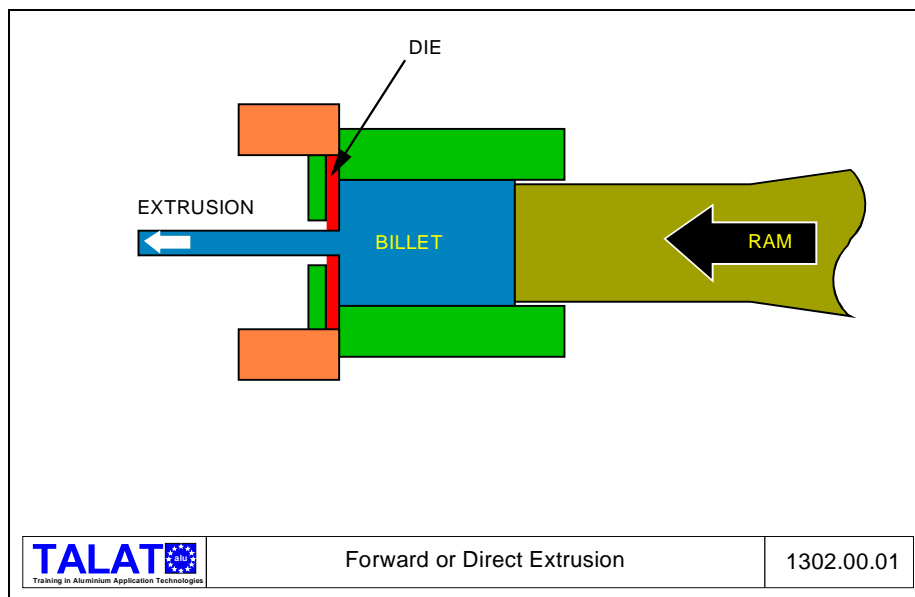 DIE
EXTRUSION
BILLET
RAM
TALAT
alu
Training in Aluminium Application Technologies
Forward or Direct Extrusion
1302.00.01